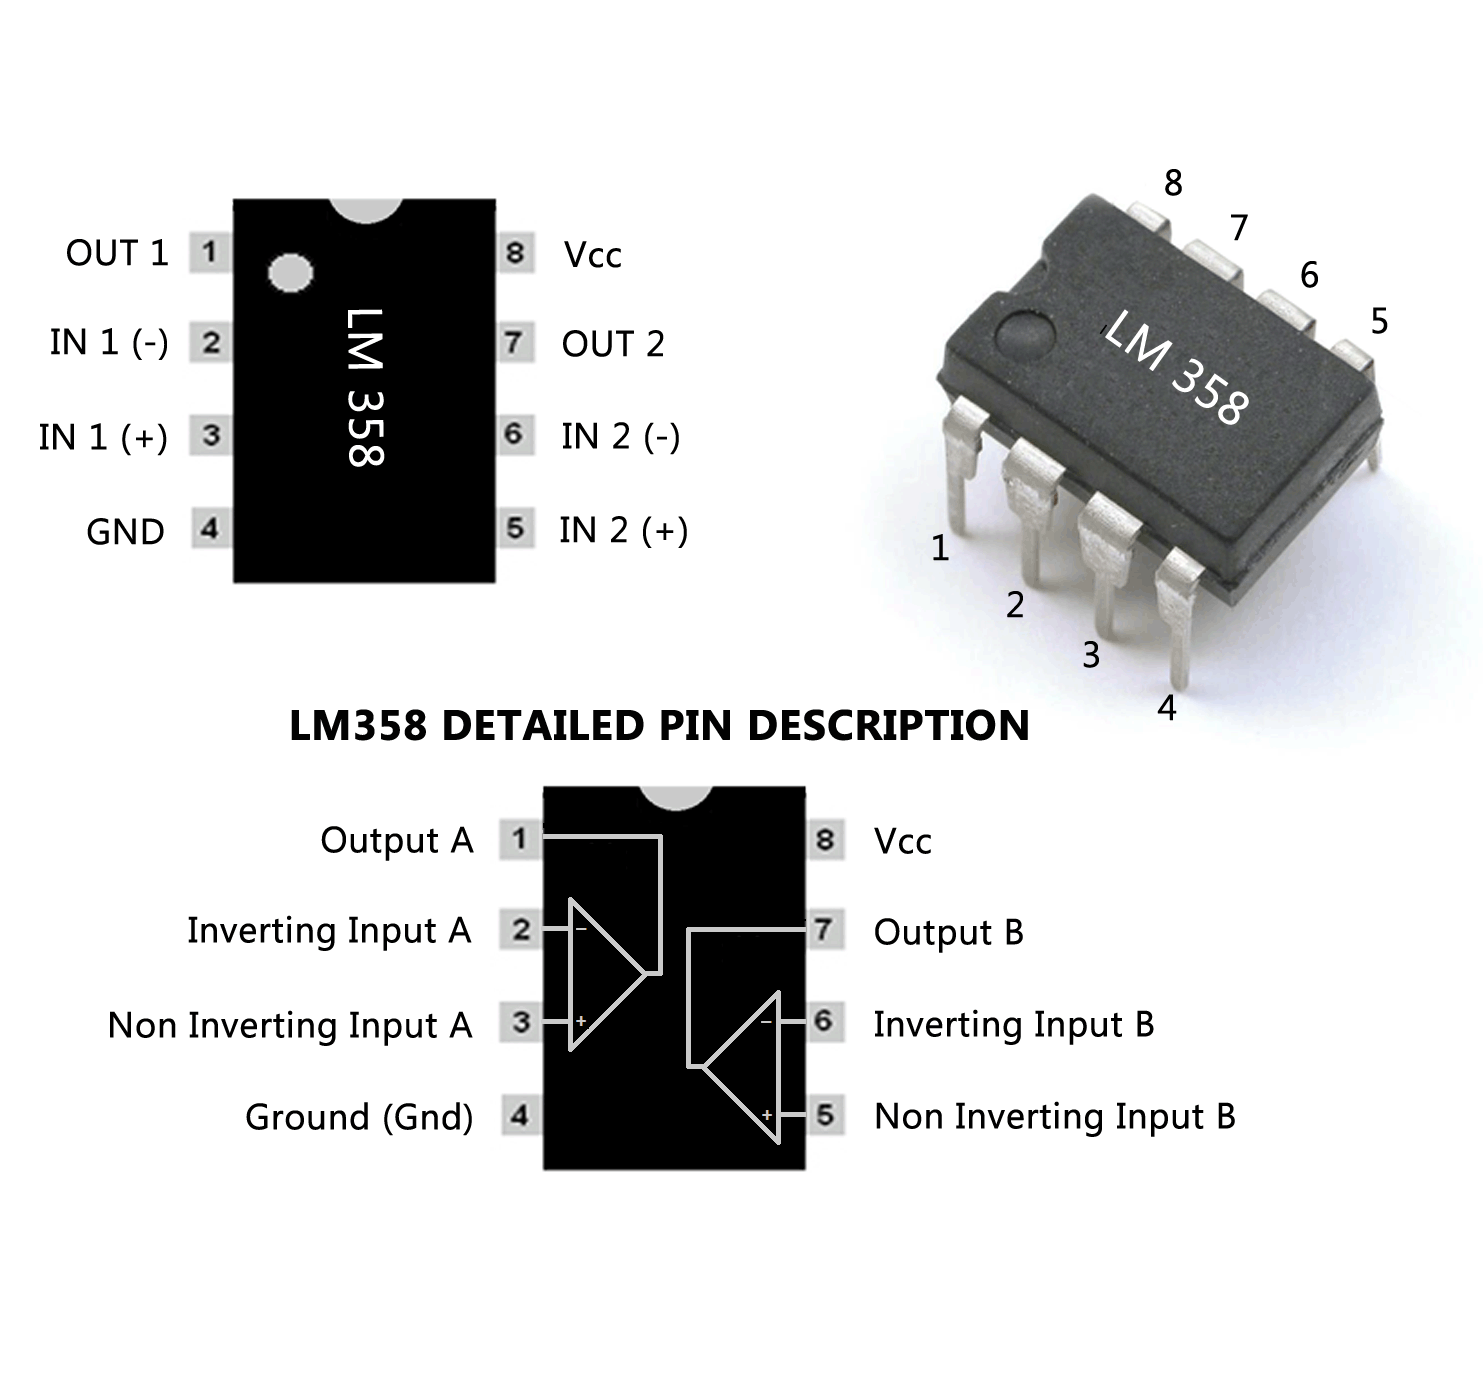 OUT 1 1
IN 1 (-) 2
IN 1 (+) 3
GND 4
LM 358
8 Vcc
7 OUT 2
6 IN 2 (-)
5 IN 2 (+)
8
7
6
5
LM 358
1
2
3
4
LM358 DETAILED PIN DESCRIPTION
Output A 1
Inverting Input A 2
Non Inverting Input A 3
Ground (Gnd) 4
−
+
−
+
8 Vcc
7 Output B
6 Inverting Input B
5 Non Inverting Input B